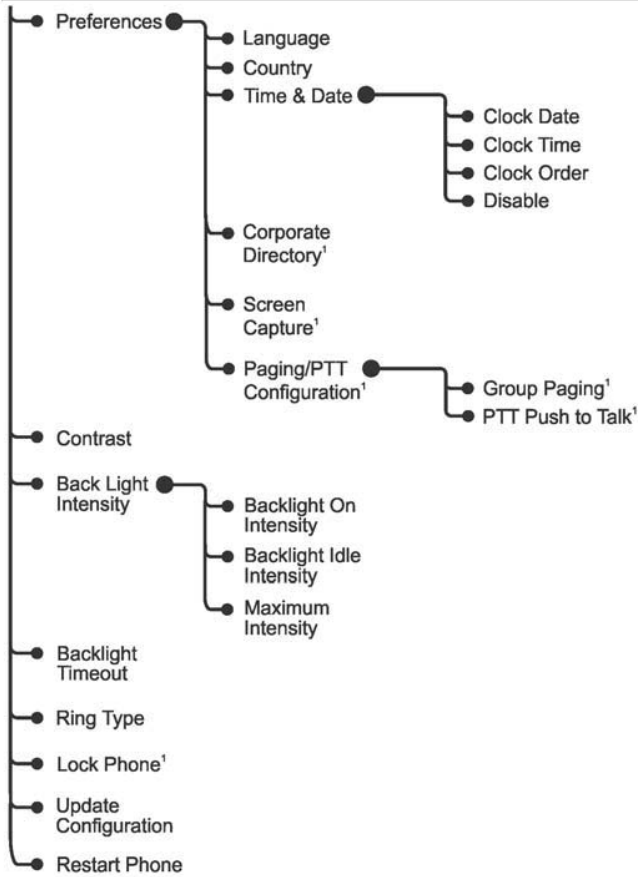 Preferences
Language
Country
Time & Date
Clock Date
Clock Time
Clock Order
Disable
Corporate
Directory¹
Screen
Capture¹
Paging/PTT
Configuration¹
Group Paging¹
PTT Push to Talk¹
Contrast
Back Light
Intensity
Backlight On
Intensity
Backlight Idle
Intensity
Maximum
Intensity
Backlight
Timeout
Ring Type
Lock Phone¹
Update
Configuration
Restart Phone